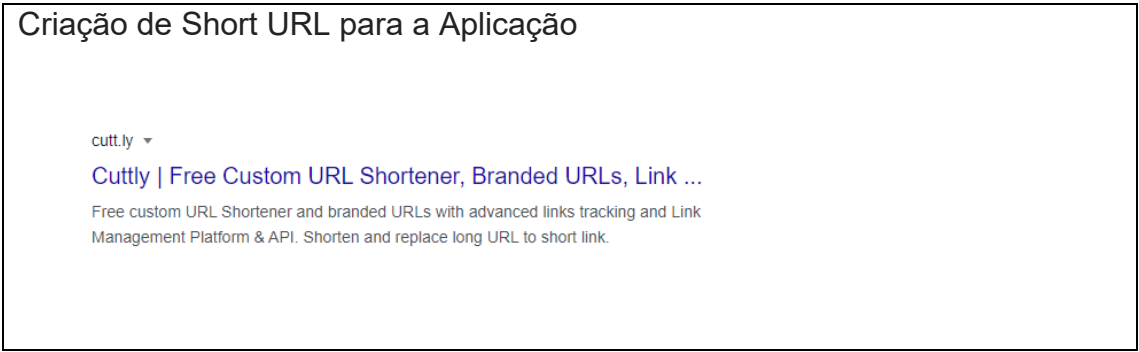 Criação de Short URL para a Aplicação
cutt.ly
Cuttly | Free Custom URL Shortener, Branded URLs, Link ...
Free custom URL Shortener and branded URLs with advanced links tracking and Link
Management Platform & API. Shorten and replace long URL to short link.